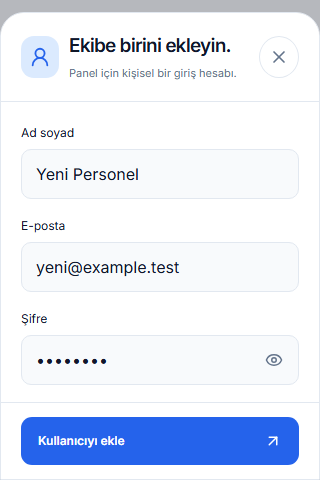 Ekibe birini ekleyin.
Panel için kişisel bir giriş hesabı.
Ad soyad
Yeni Personel
E-posta
yeni@example.test
Şifre
••••••••
Kullanıcıyı ekle